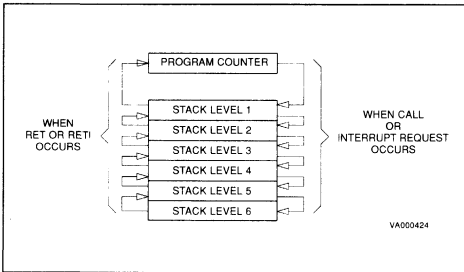 PROGRAM COUNTER
WHEN
RET OR RETI
OCCURS
STACK LEVEL 1
STACK LEVEL 2
STACK LEVEL 3
STACK LEVEL 4
STACK LEVEL 5
STACK LEVEL 6
WHEN CALL
OR
INTERRUPT REQUEST
OCCURS
VA000424